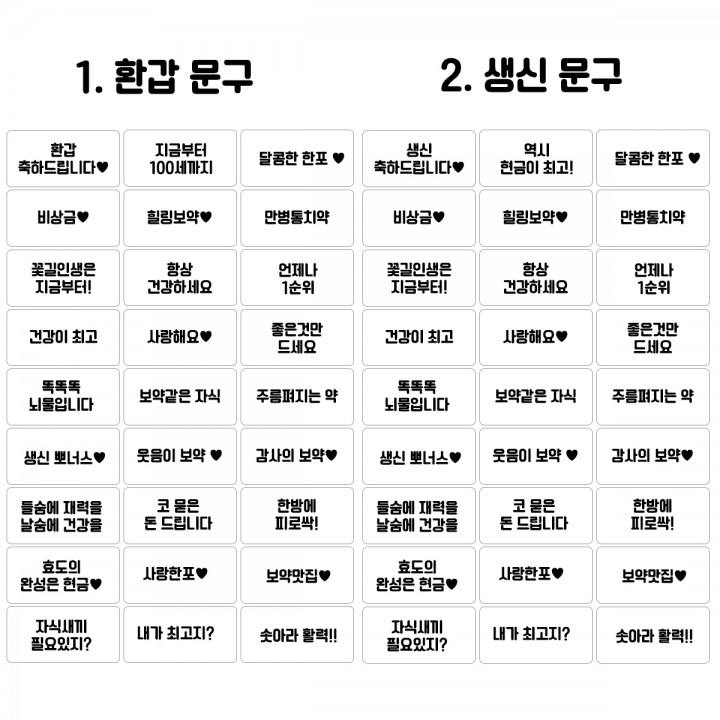 1. 환갑 문구
환갑
축하드립니다♥
지금부터
100세까지
달콤한 한포 ♥
비상금♥
힐링보약♥
만병통치약
꽃길인생은
지금부터!
항상
건강하세요
언제나
1순위
건강이 최고
사랑해요♥
좋은것만
드세요
똑똑똑
뇌물입니다
보약같은 자식
주름펴지는 약
생신 뽀너스♥
웃음이 보약 ♥
감사의 보약♥
들숨에 재력을
날숨에 건강을
코 묻은
돈 드립니다
한방에
피로싹!
효도의
완성은 현금♥
사랑한포♥
보약맛집♥
자식새끼
필요있지?
내가 최고지?
솟아라 활력!!
2. 생신 문구
생신
축하드립니다♥
역시
현금이 최고!
달콤한 한포 ♥
비상금♥
힐링보약♥
만병통치약
꽃길인생은
지금부터!
항상
건강하세요
언제나
1순위
건강이 최고
사랑해요♥
좋은것만
드세요
똑똑똑
뇌물입니다
보약같은 자식
주름펴지는 약
생신 뽀너스♥
웃음이 보약 ♥
감사의 보약♥
들숨에 재력을
날숨에 건강을
코 묻은
돈 드립니다
한방에
피로싹!
효도의
완성은 현금♥
사랑한포♥
보약맛집♥
자식새끼
필요있지?
내가 최고지?
솟아라 활력!!